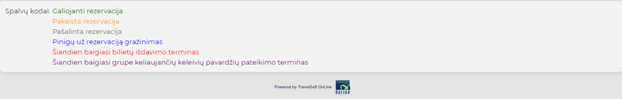 Spalvų kodai: Galiojanti rezervacija
Pakeista rezervacija
Pašalinta rezervacija
Pinigų už rezervaciją gražinimas
Šiandien baigiasi bilietų išdavimo terminas
Šiandien baigiasi grupe keliaujančių keleivių pavardžių pateikimo terminas
Powered by TravelSoft OnLine